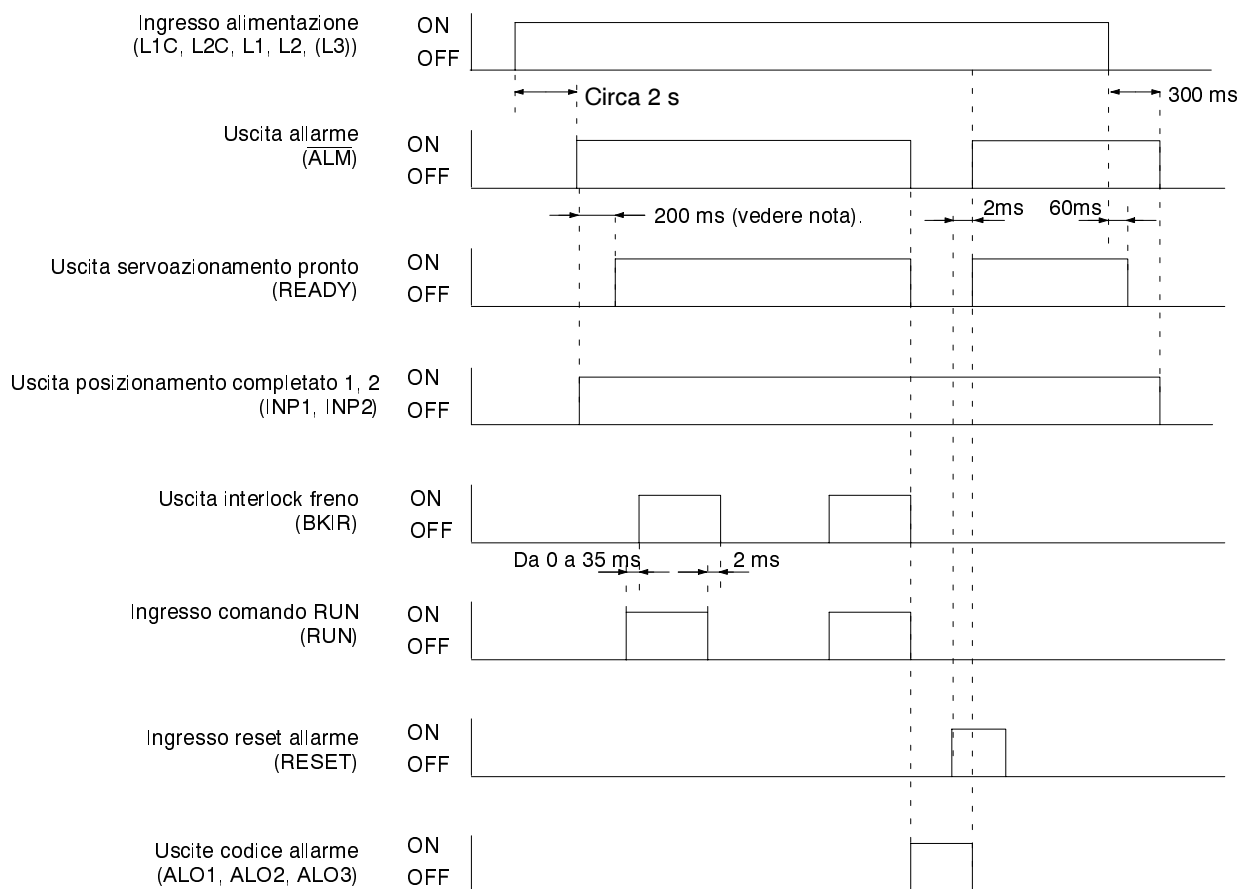 Ingresso alimentazione
(L1C, L2C, L1, L2, (L3))
ON
OFF
Circa 2 s
300 ms
Uscita allarme
(A̅L̅M̅)
ON
OFF
200 ms (vedere nota).
2ms
60ms
Uscita servoazionamento pronto
(READY)
ON
OFF
Uscita posizionamento completato 1, 2
(INP1, INP2)
ON
OFF
Uscita interlock freno
(BKIR)
ON
OFF
Da 0 a 35 ms
2 ms
Ingresso comando RUN
(RUN)
ON
OFF
Ingresso reset allarme
(RESET)
ON
OFF
Uscite codice allarme
(ALO1, ALO2, ALO3)
ON
OFF